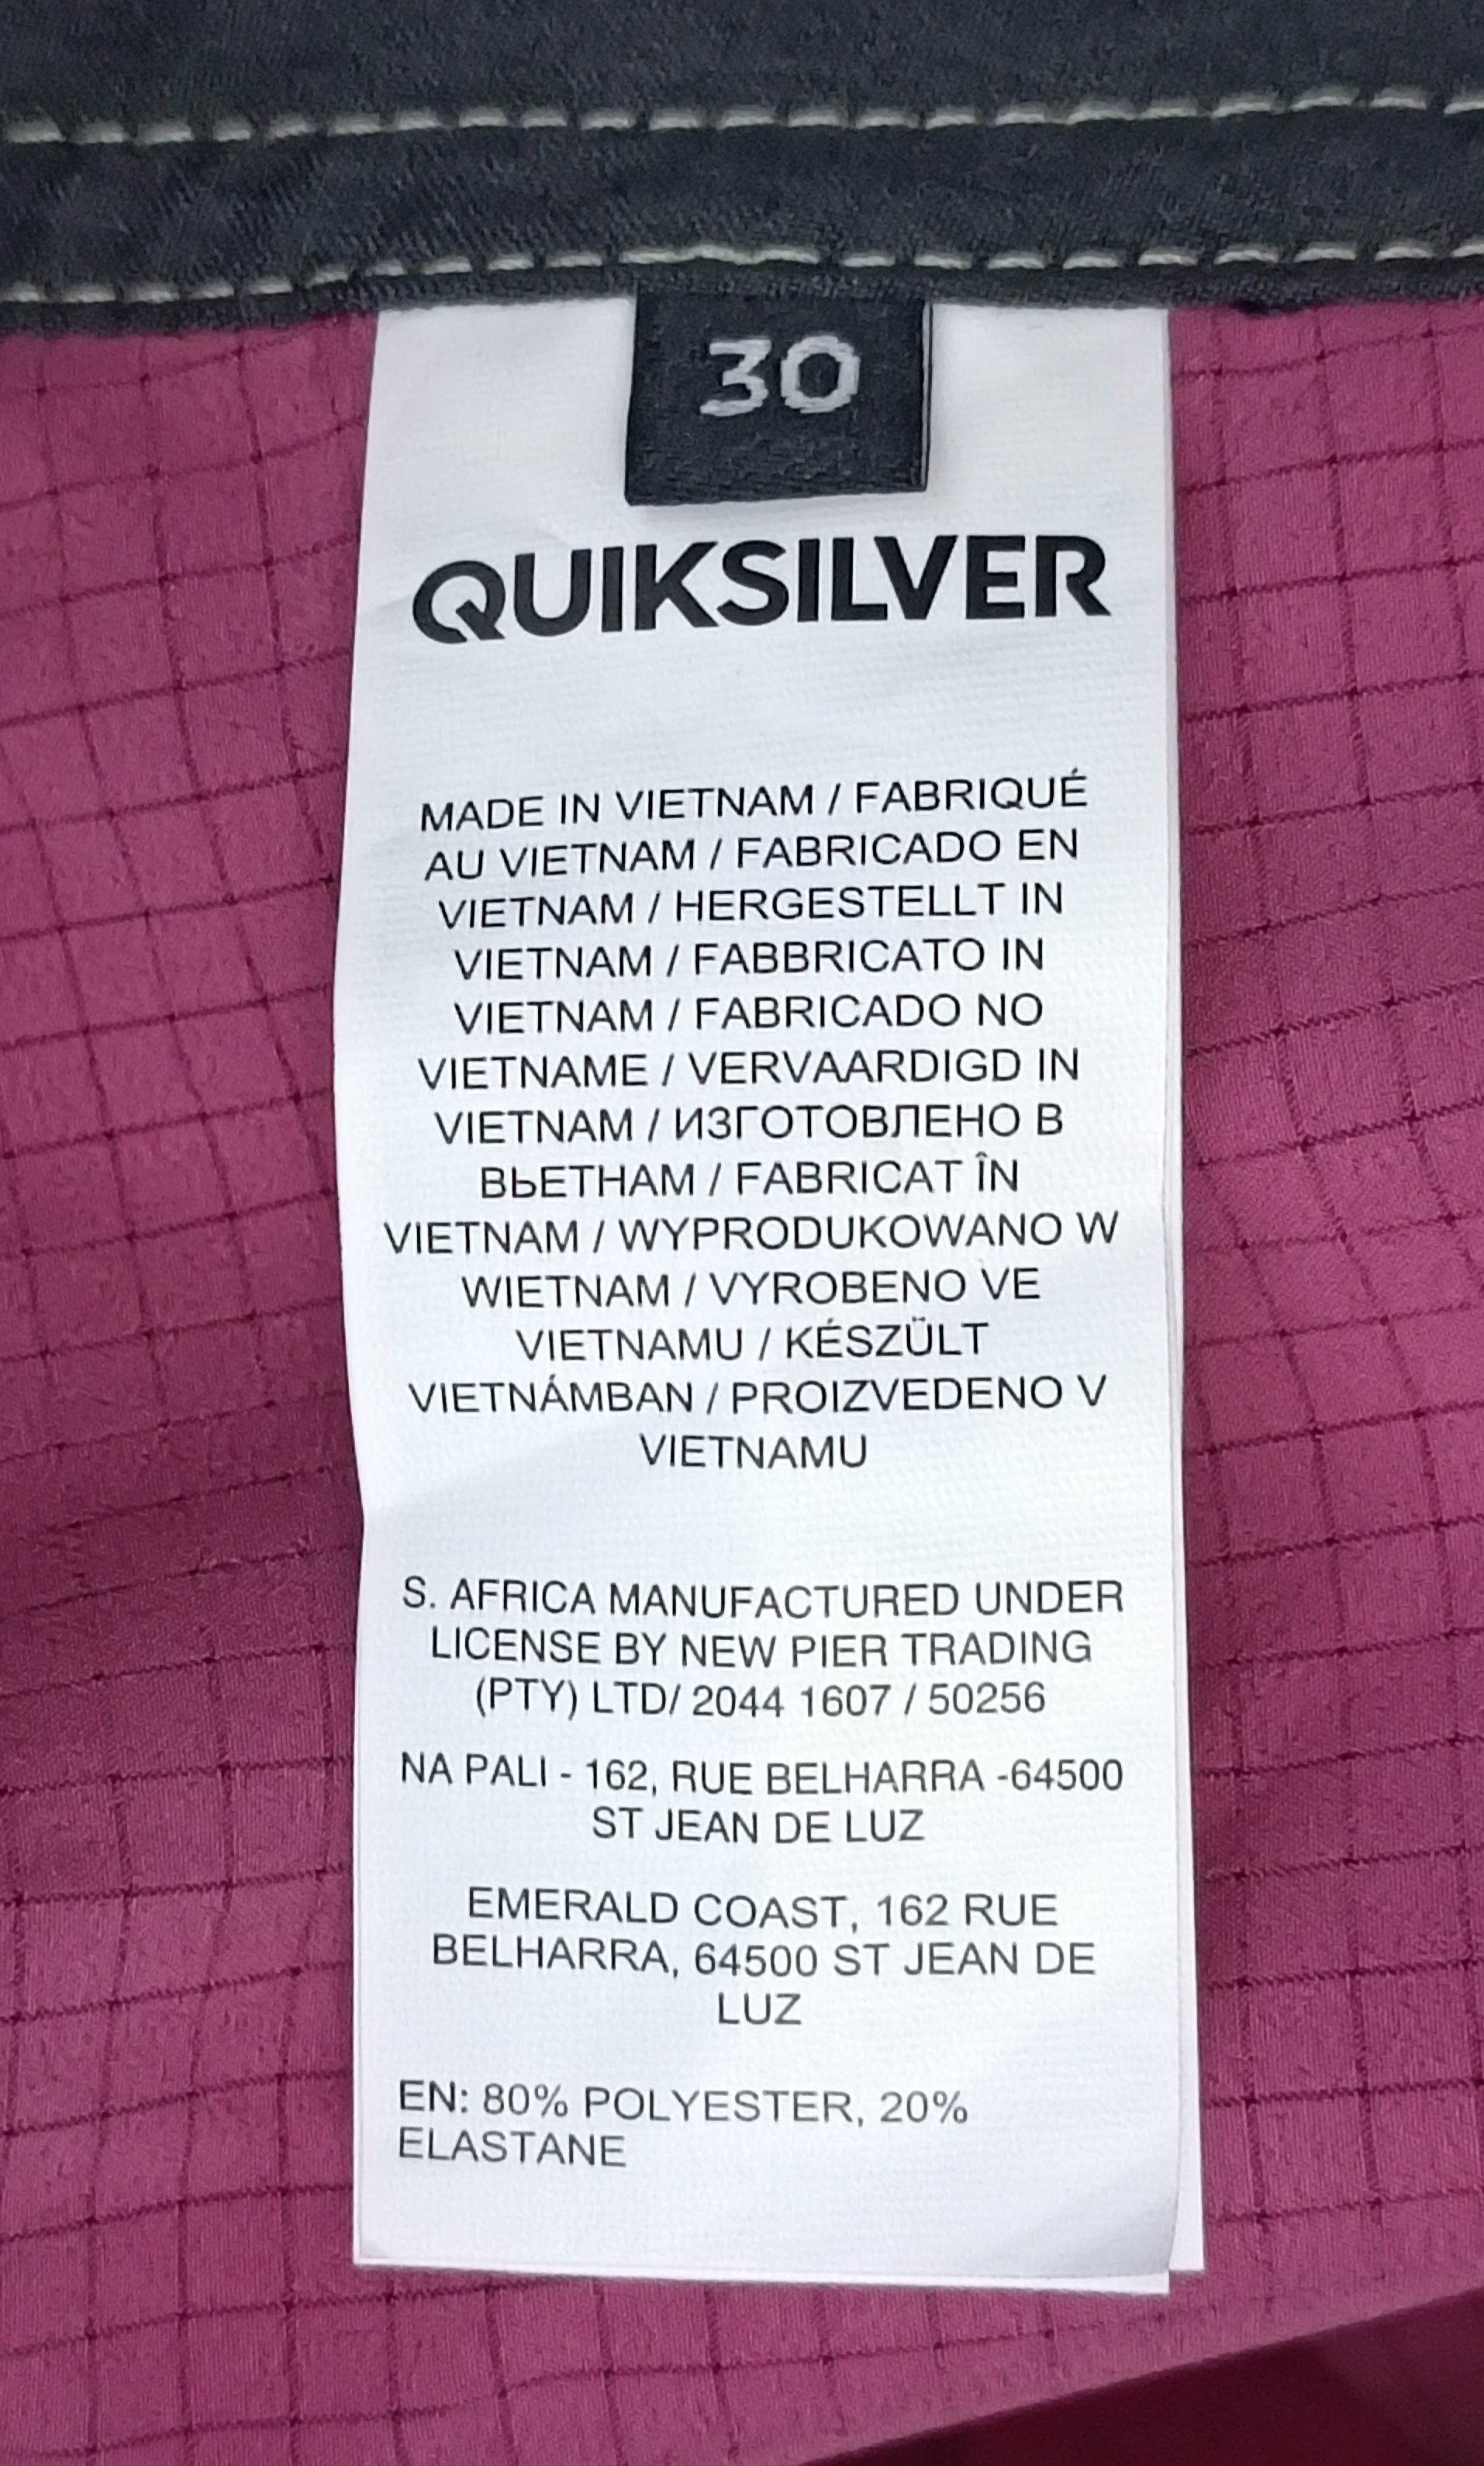 30
QUIKSILVER
MADE IN VIETNAM / FABRIQUÉ
AU VIETNAM / FABRICADO EN
VIETNAM / HERGESTELLT IN
VIETNAM / FABBRICATO IN
VIETNAM / FABRICADO NO
VIETNAME / VERVAARDIGD IN
VIETNAM / ИЗГОТОВЛЕНО В
ВЬЕТНАМ / FABRICAT ÎN
VIETNAM / WYPRODUKOWANO W
WIETNAM / VYROBENO VE
VIETNAMU / KÉSZÜLT
VIETNÁMBAN / PROIZVEDENO V
VIETNAMU
S. AFRICA MANUFACTURED UNDER
LICENSE BY NEW PIER TRADING
(PTY) LTD/ 2044 1607 / 50256
NA PALI - 162, RUE BELHARRA -64500
ST JEAN DE LUZ
EMERALD COAST, 162 RUE
BELHARRA, 64500 ST JEAN DE
LUZ
EN: 80% POLYESTER, 20%
ELASTANE